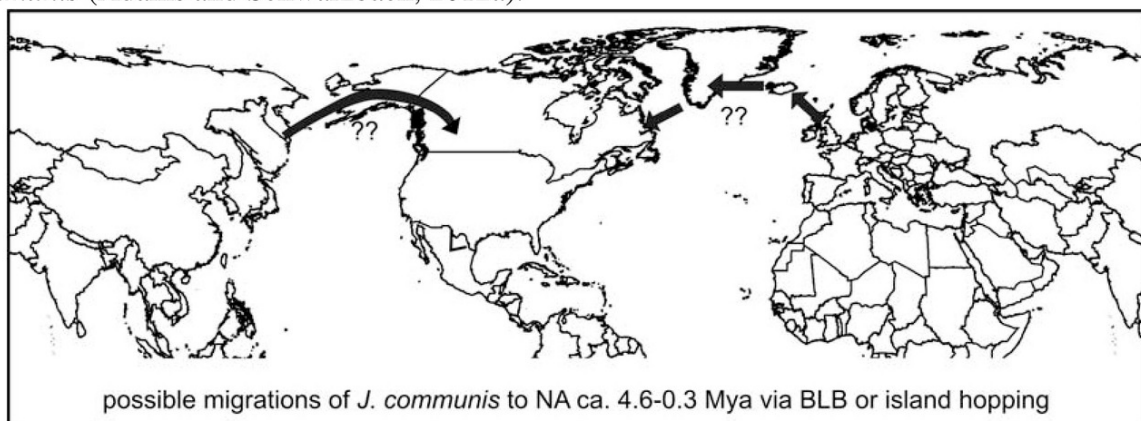 ??
??
possible migrations of J. communis to NA ca. 4.6-0.3 Mya via BLB or island hopping